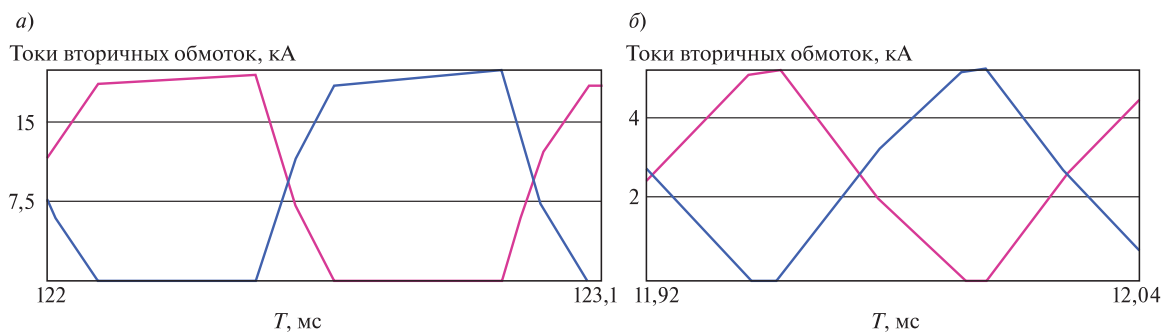 а)
Токи вторичных обмоток, кА
15
7,5
122
123,1
T, мс
б)
Токи вторичных обмоток, кА
4
2
11,92
12,04
T, мс